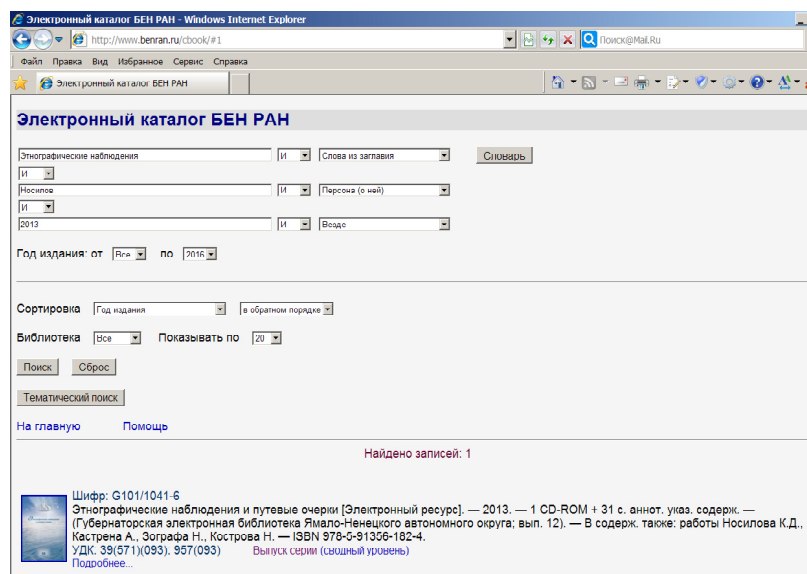 Электронный каталог БЕН РАН - Windows Internet Explorer
http://www.benran.ru/cbook/#1 Поиск@Mail.Ru
Файл Правка Вид Избранное Сервис Справка
Электронный каталог БЕН РАН
Электронный каталог БЕН РАН
Этнографические наблюдения И Слова из заглавия Словарь
И
Носилов И Персона (о ней)
И
2013 И Везде
Год издания: от Все по 2016
Сортировка Год издания в обратном порядке
Библиотека Все Показывать по 20
Поиск Сброс
Тематический поиск
На главную Помощь
Найдено записей: 1
Шифр: G101/1041-6
Этнографические наблюдения и путевые очерки [Электронный ресурс]. — 2013. — 1 CD-ROM + 31 с. аннот. указ. содерж. —
(Губернаторская электронная библиотека Ямало-Ненецкого автономного округа; вып. 12). — В содерж. также: работы Носилова К.Д.,
Кастрена А., Зографа Н., Кострова Н. — ISBN 978-5-91356-182-4.
УДК. 39(571)(093). 957(093) Выпуск серии (сводный уровень)
Подробнее...